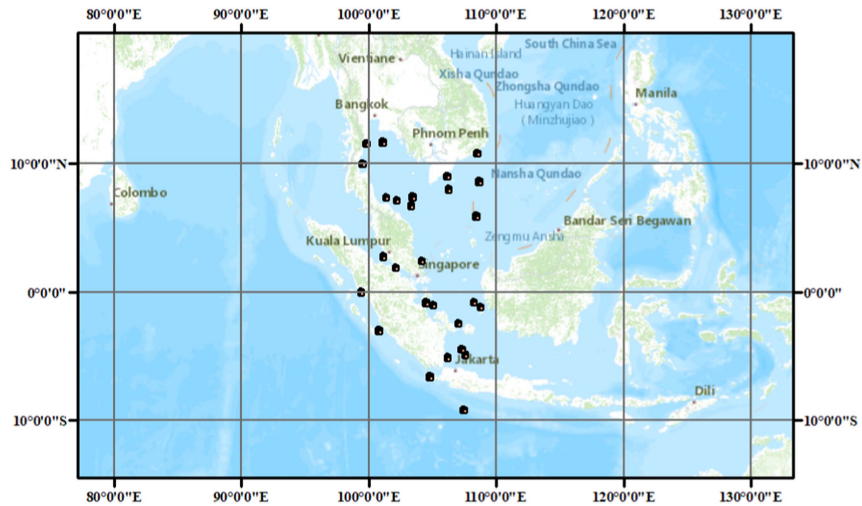 80°0'0"E 90°0'0"E 100°0'0"E 110°0'0"E 120°0'0"E 130°0'0"E
South China Sea
Hainan Island
Vientiane
Xisha Qundao
Zhongsha Qundao
Manila
Bangkok
Huangyan Dao
( Minzhujiao )
Phnom Penh
10°0'0"N 10°0'0"N
Nansha Qundao
Colombo
Bandar Seri Begawan
Kuala Lumpur
Zengmu Ansha
Singapore
0°0'0" 0°0'0"
Jakarta
Dili
10°0'0"S 10°0'0"S
80°0'0"E 90°0'0"E 100°0'0"E 110°0'0"E 120°0'0"E 130°0'0"E